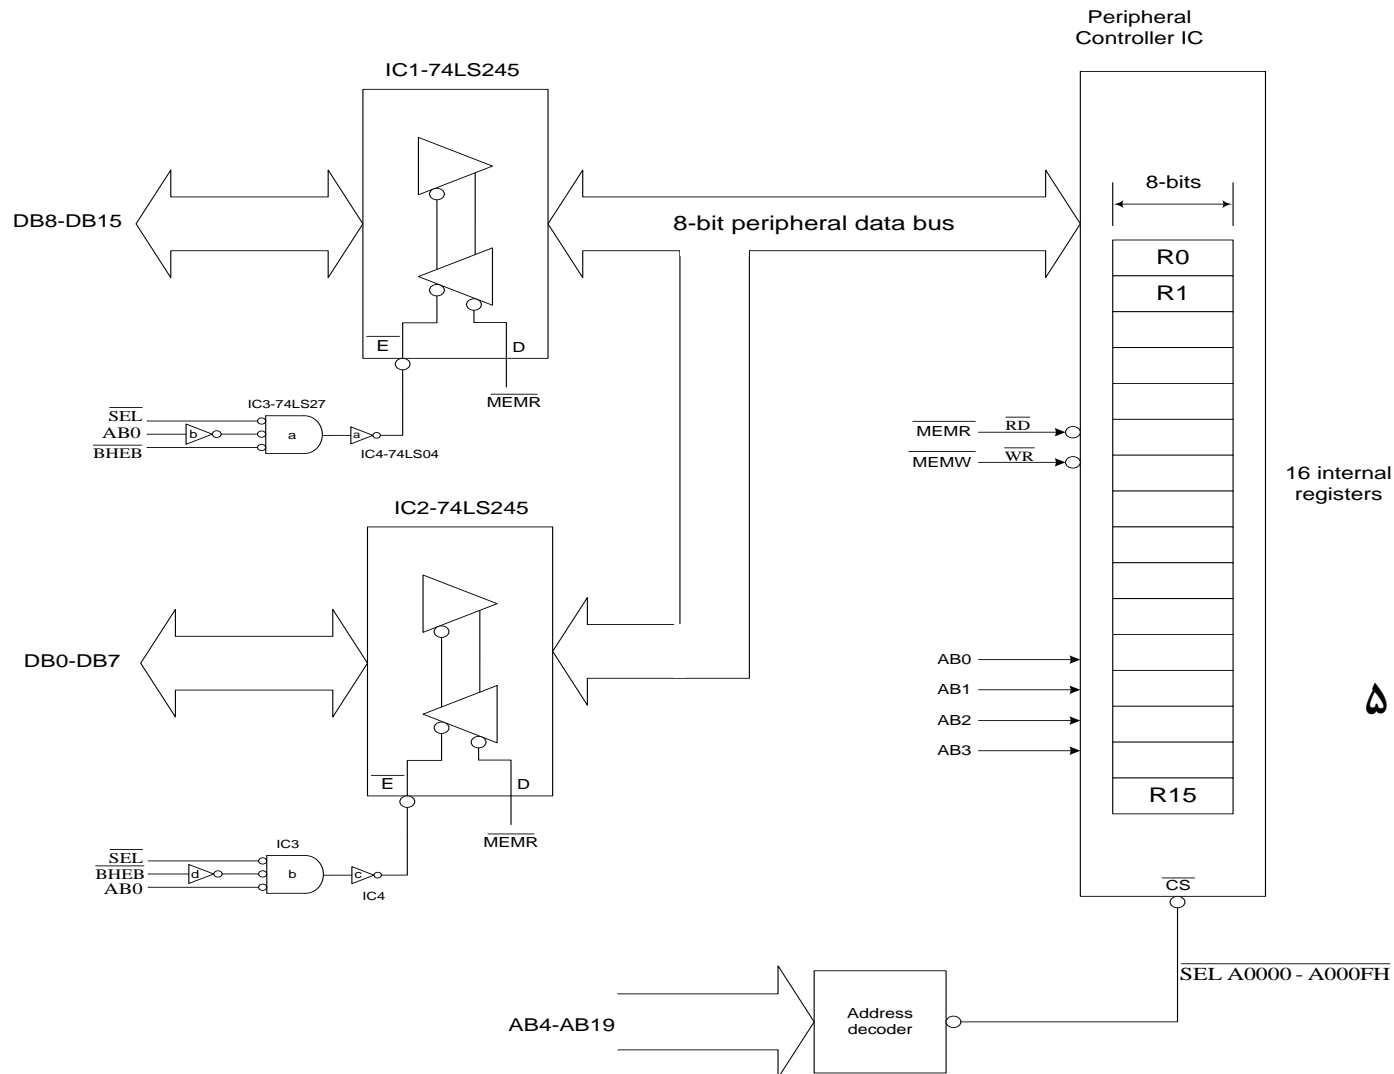 Peripheral
Controller IC
IC1-74LS245
DB8-DB15
8-bit peripheral data bus
8-bits
R0
R1
E
D
MEMR
IC3-74LS27
SEL
AB0
BHEB
b
a
a
IC4-74LS04
MEMR
RD
MEMW
WR
16 internal
registers
IC2-74LS245
DB0-DB7
AB0
AB1
AB2
AB3
۵
R15
E
D
MEMR
IC3
SEL
BHEB
AB0
d
b
c
IC4
CS
SEL A0000 - A000FH
AB4-AB19
Address
decoder